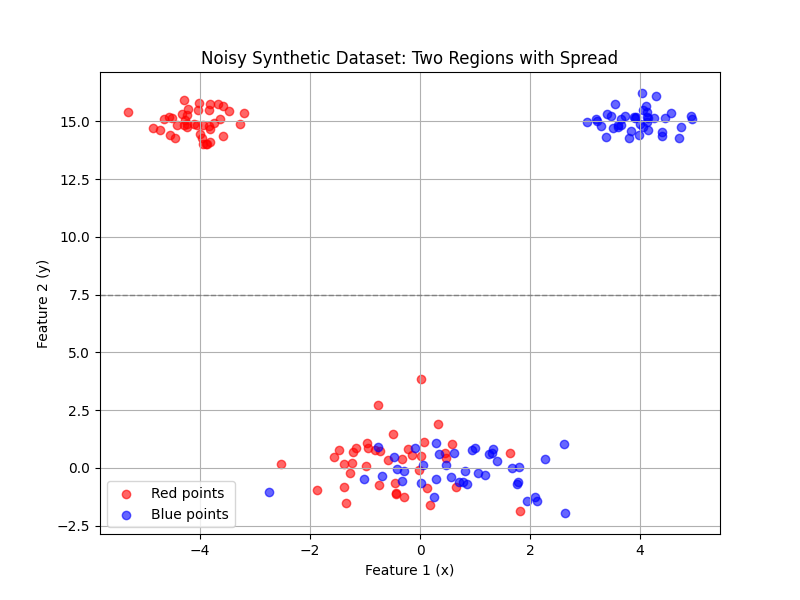 Noisy Synthetic Dataset: Two Regions with Spread
Feature 2 (y)
15.0
12.5
10.0
7.5
5.0
2.5
0.0
−2.5
Red points
Blue points
−4
−2
0
2
4
Feature 1 (x)